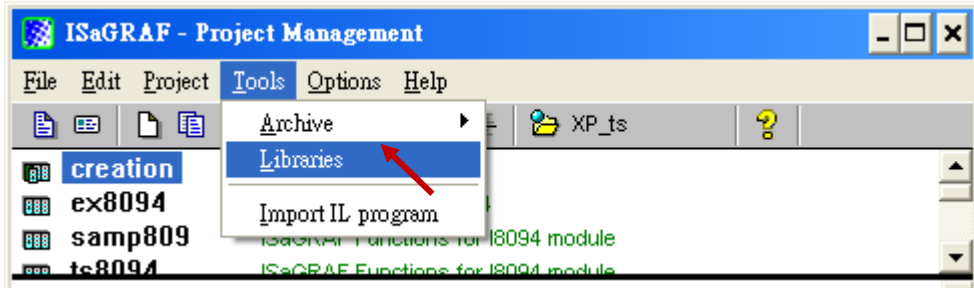 ISaGRAF - Project Management
File Edit Project Tools Options Help
XP_ts
Archive
Libraries
Import IL program
creation
ex8094
samp809 ISaGRAF Functions for I8094 module
ts8094 ISaGRAF Functions for I8094 module